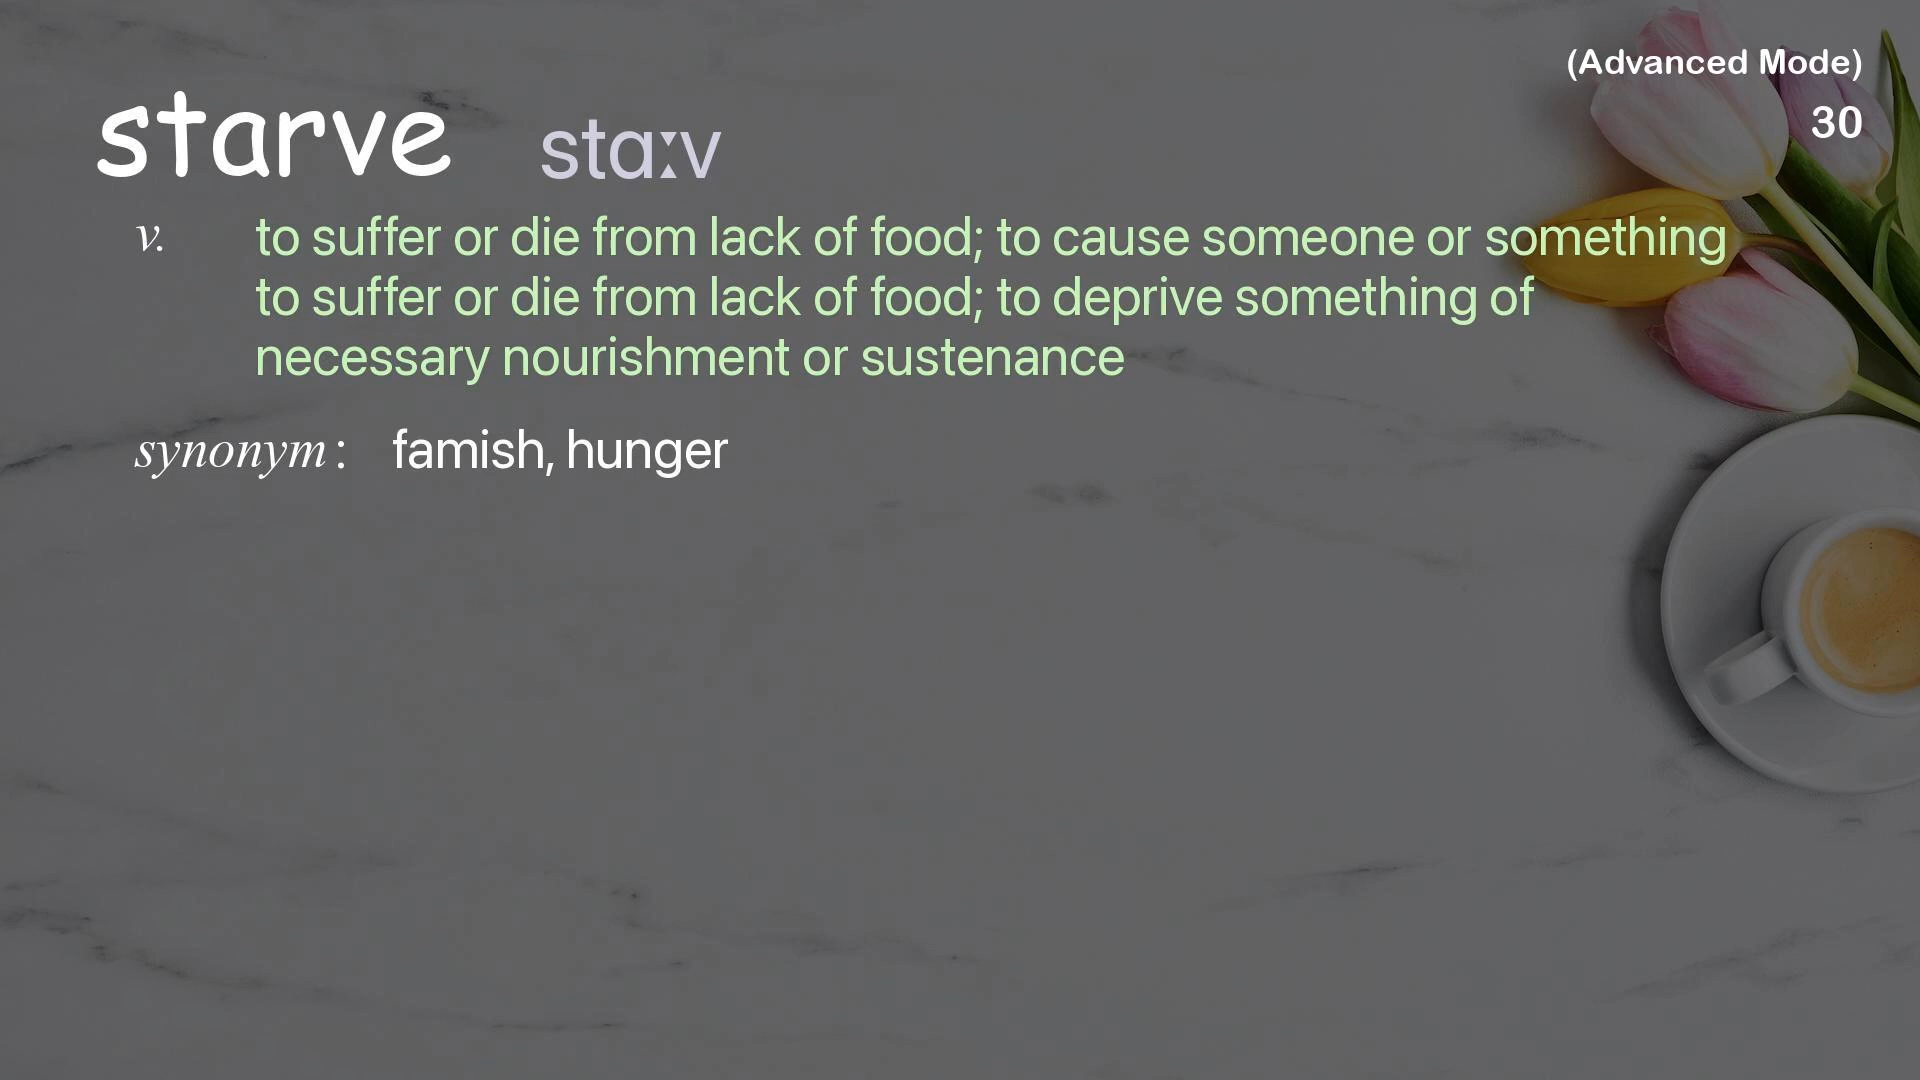 (Advanced Mode)
30
starve stɑːv
v. to suffer or die from lack of food; to cause someone or something
to suffer or die from lack of food; to deprive something of
necessary nourishment or sustenance
synonym : famish, hunger